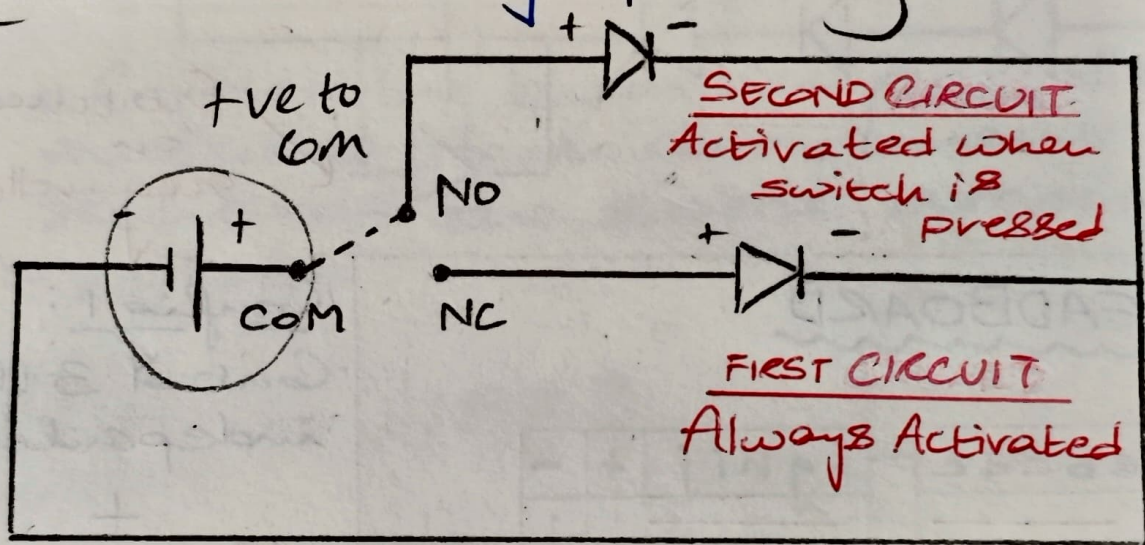 + -
+ve to
com
SECOND CIRCUIT
Activated when
switch is
pressed
NO
+
+ -
COM
NC
FIRST CIRCUIT
Always Activated